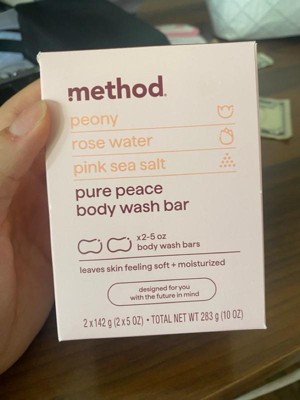 method.
peony
rose water
pink sea salt
pure peace
body wash bar
x2-5 oz
body wash bars
leaves skin feeling soft + moisturized
designed for you
with the future in mind
2 x 142 g (2 x 5 OZ) • TOTAL NET WT 283 g (10 OZ)